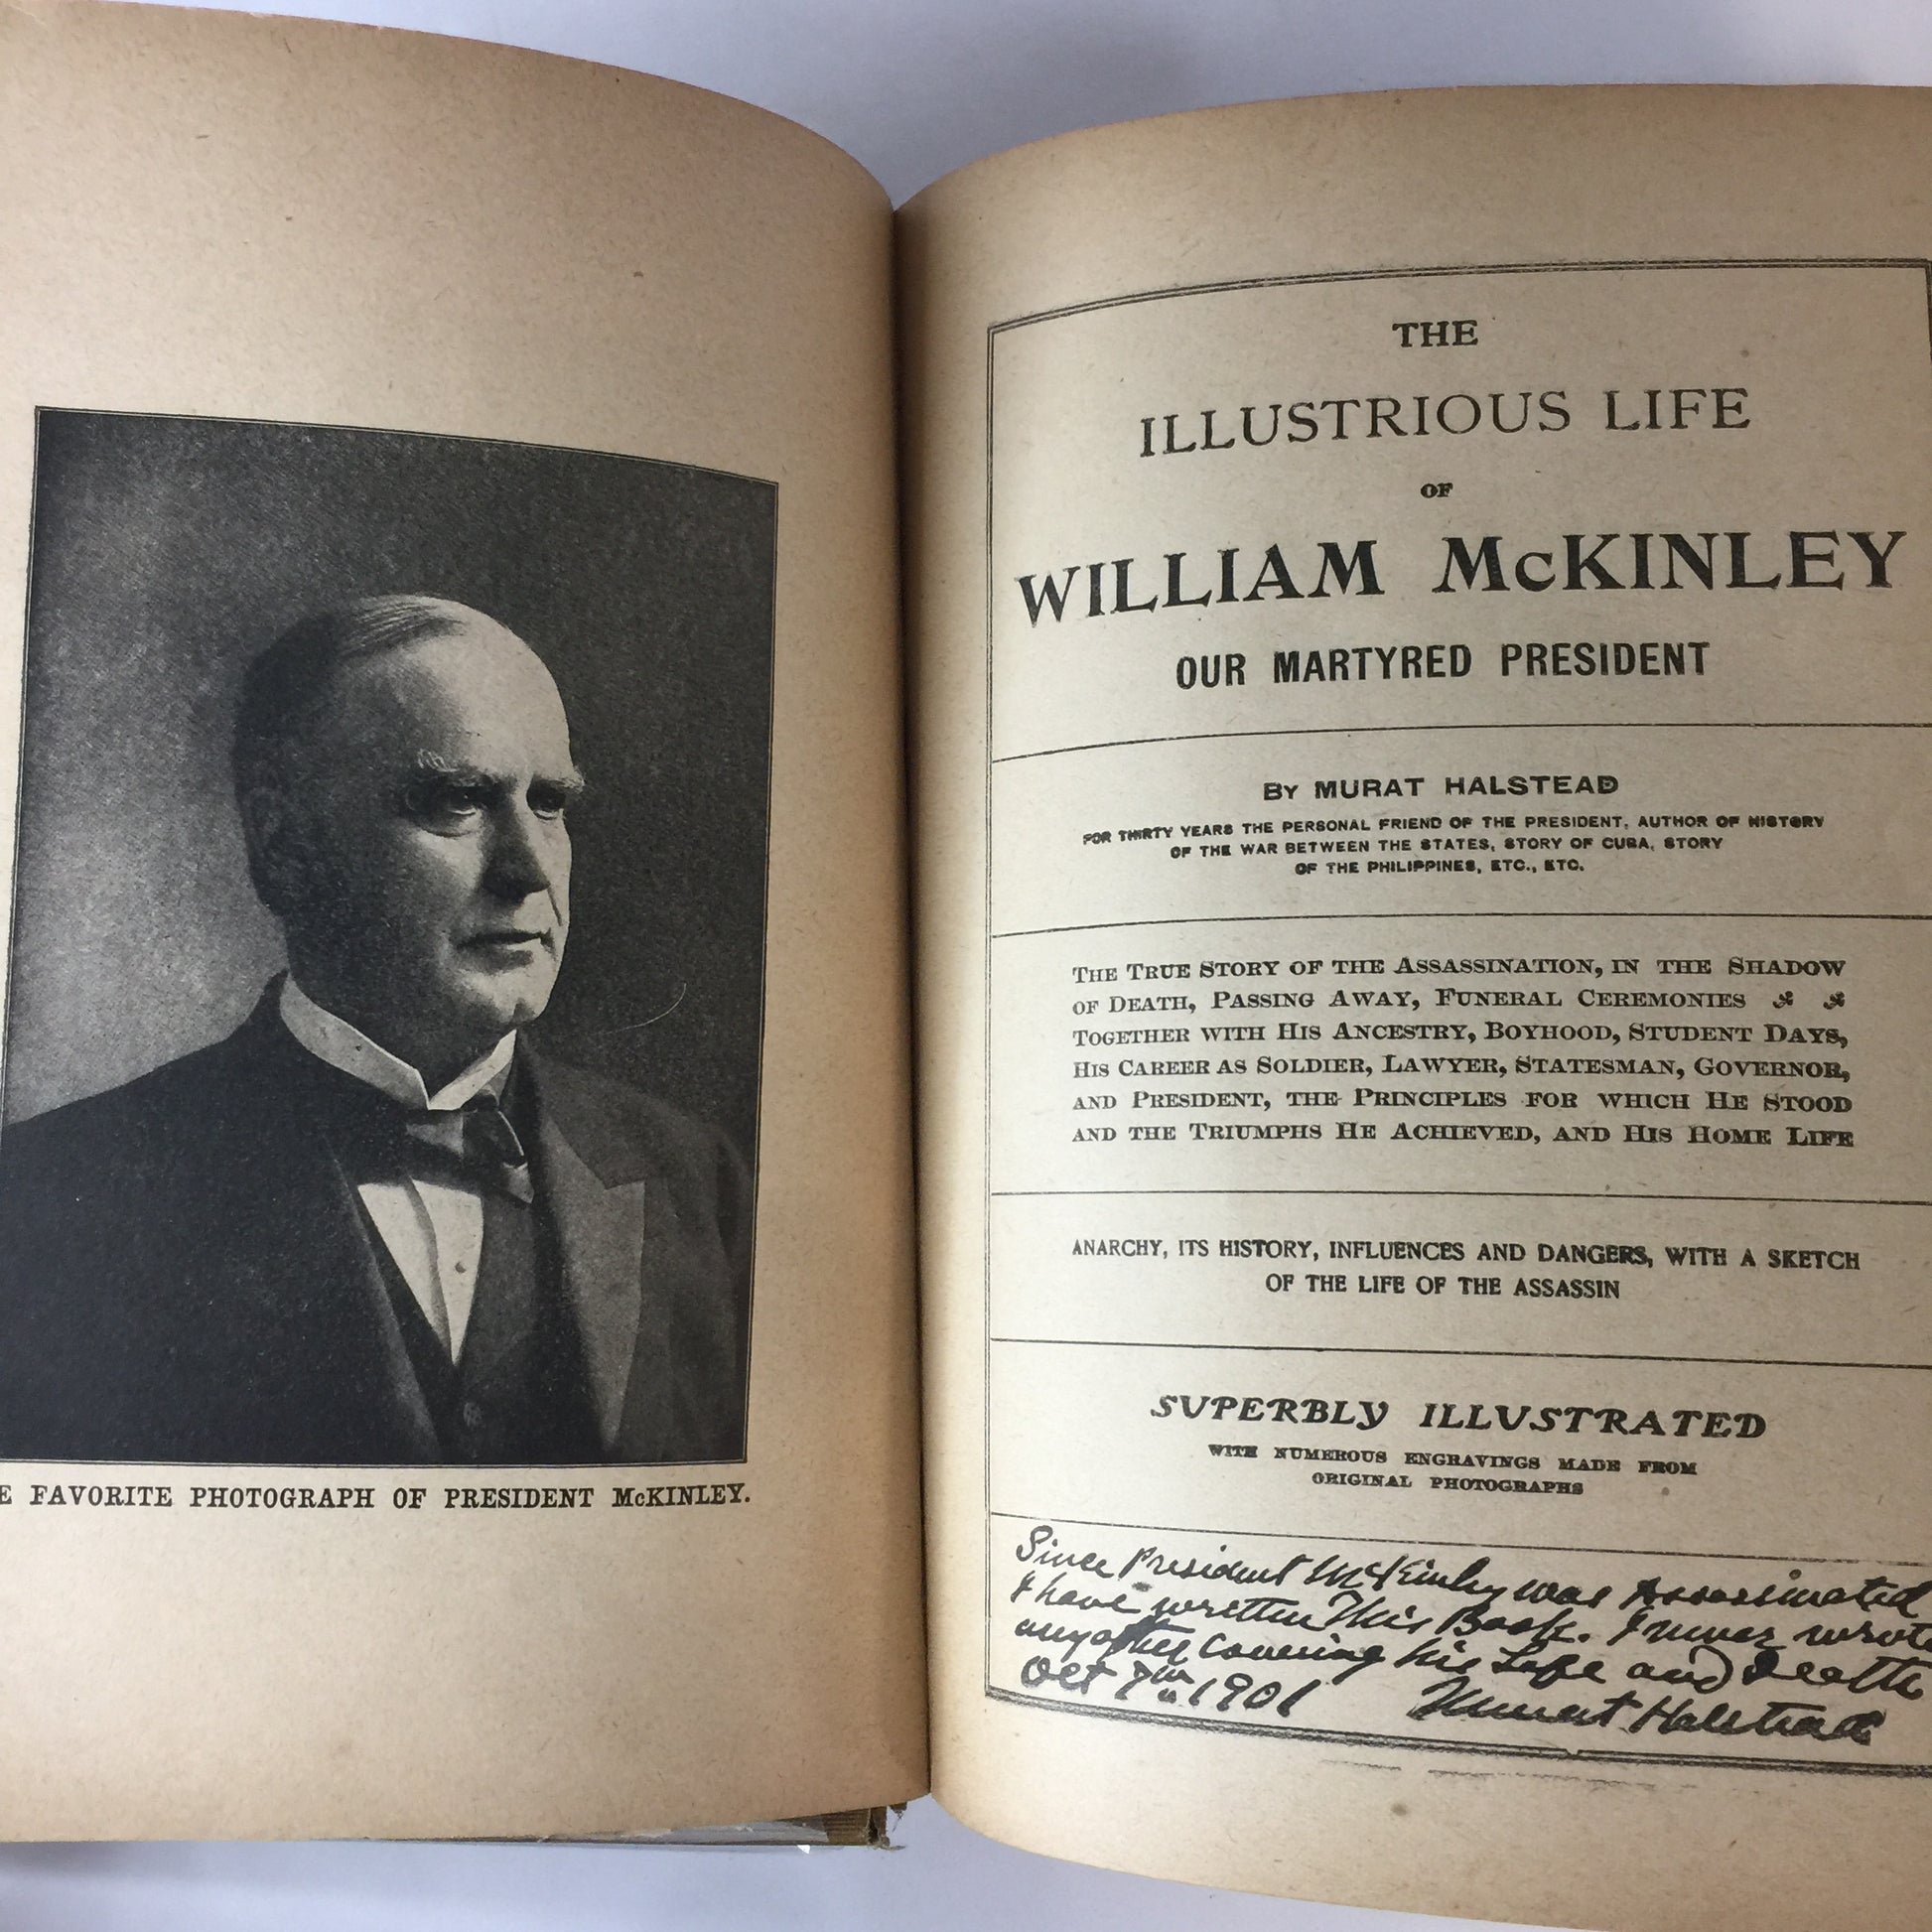 E FAVORITE PHOTOGRAPH OF PRESIDENT McKINLEY.
THE
ILLUSTRIOUS LIFE
OF
WILLIAM McKINLEY
OUR MARTYRED PRESIDENT
By MURAT HALSTEAD
FOR THIRTY YEARS THE PERSONAL FRIEND OF THE PRESIDENT, AUTHOR OF HISTORY
OF THE WAR BETWEEN THE STATES, STORY OF CUBA, STORY
OF THE PHILIPPINES, ETC., ETC.
The True Story of the Assassination, in the Shadow
of Death, Passing Away, Funeral Ceremonies
Together with His Ancestry, Boyhood, Student Days,
His Career as Soldier, Lawyer, Statesman, Governor,
and President, the Principles for which He Stood
and the Triumphs He Achieved, and His Home Life
ANARCHY, ITS HISTORY, INFLUENCES AND DANGERS, WITH A SKETCH
OF THE LIFE OF THE ASSASSIN
SUPERBLY ILLUSTRATED
WITH NUMEROUS ENGRAVINGS MADE FROM
ORIGINAL PHOTOGRAPHS
Since President McKinley was Assassinated
I have written This Book. I never wrote
any other covering his Life and Death
Oct 7th 1901 Murat Halstead